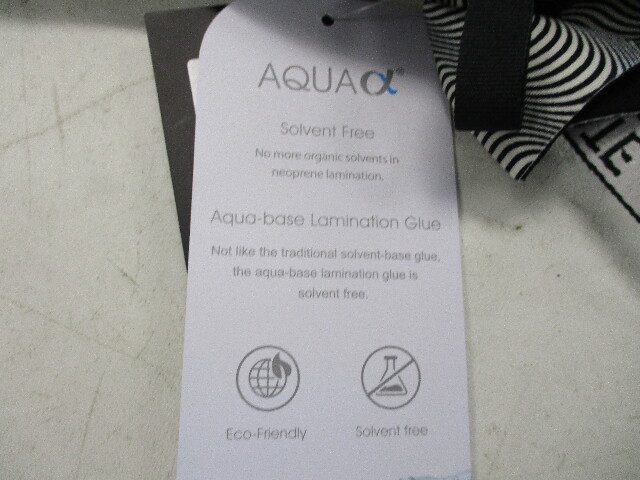 AQUAα®
Solvent Free
No more organic solvents in
neoprene lamination.
Aqua-base Lamination Glue
Not like the traditional solvent-base glue,
the aqua-base lamination glue is
solvent free.
Eco-Friendly
Solvent free